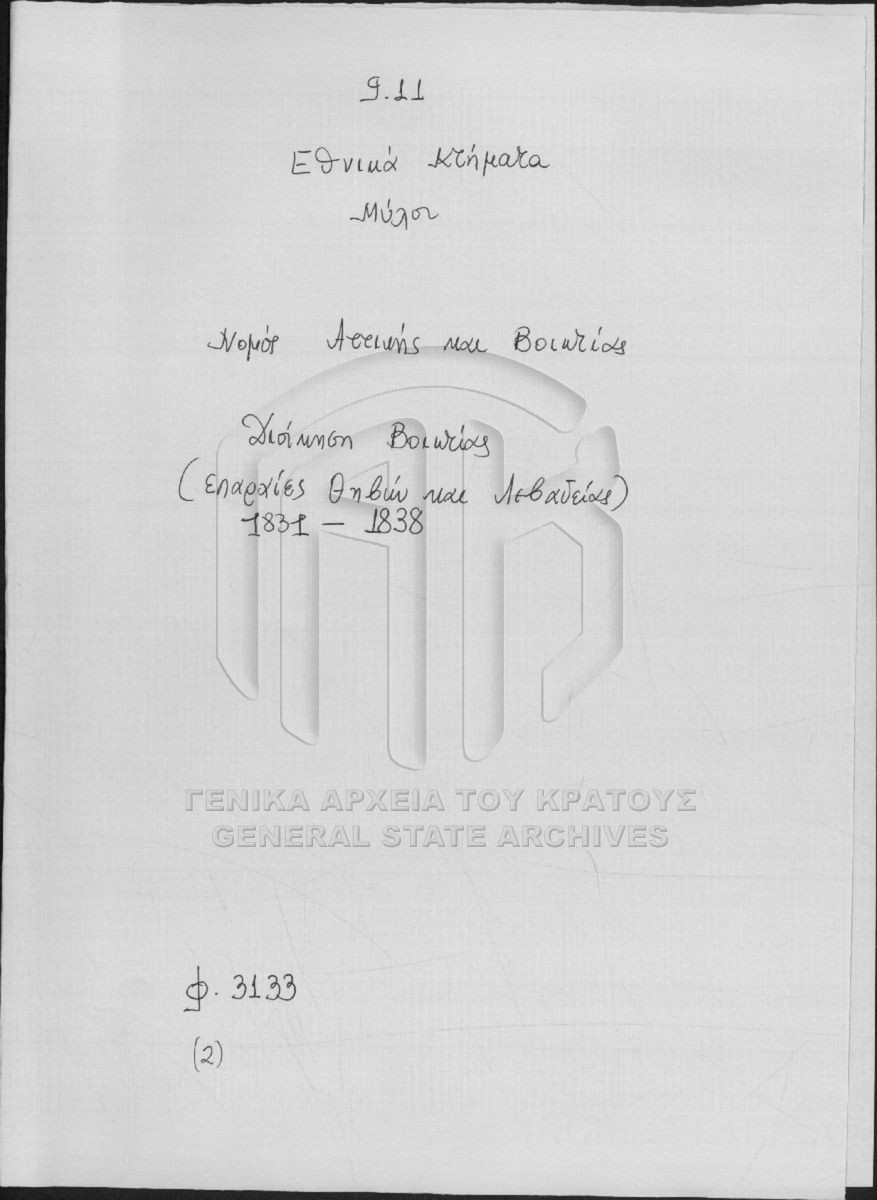 9.11
Εθνικά κτήματα
Μύλοι
Νομός Αττικής και Βοιωτίας
Διοίκηση Βοιωτίας
(επαρχίες Θηβών και Λεβαδείας)
1831 – 1838
ΓΕΝΙΚΑ ΑΡΧΕΙΑ ΤΟΥ ΚΡΑΤΟΥΣ
GENERAL STATE ARCHIVES
φ. 3133
(2)